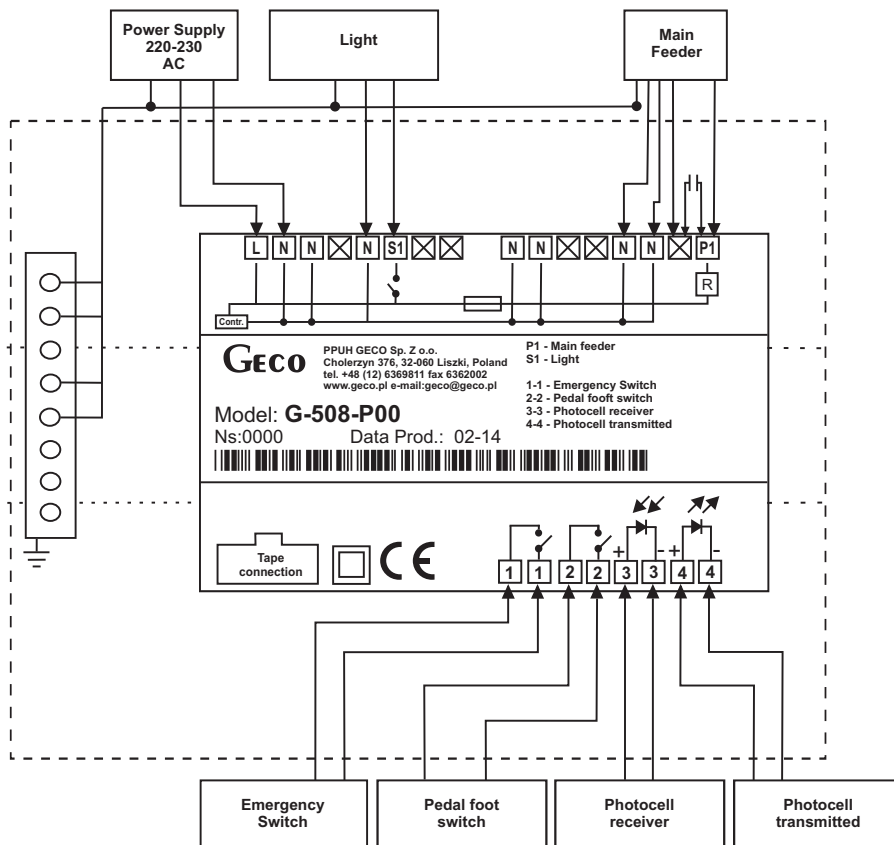 Power Supply
220-230
AC
Light
Main
Feeder
L N N N S1 N N N N P1
R
Contr.
GECO
PPUH GECO Sp. Z o.o.
Cholerzyn 376, 32-060 Liszki, Poland
tel. +48 (12) 6369811 fax 6362002
www.geco.pl e-mail:geco@geco.pl
P1 - Main feeder
S1 - Light
1-1 - Emergency Switch
2-2 - Pedal fooft switch
3-3 - Photocell receiver
4-4 - Photocell transmitted
Model: G-508-P00
Ns:0000 Data Prod.: 02-14
Tape
connection
CE
+ - + -
1 1 2 2 3 3 4 4
Emergency
Switch
Pedal foot
switch
Photocell
receiver
Photocell
transmitted